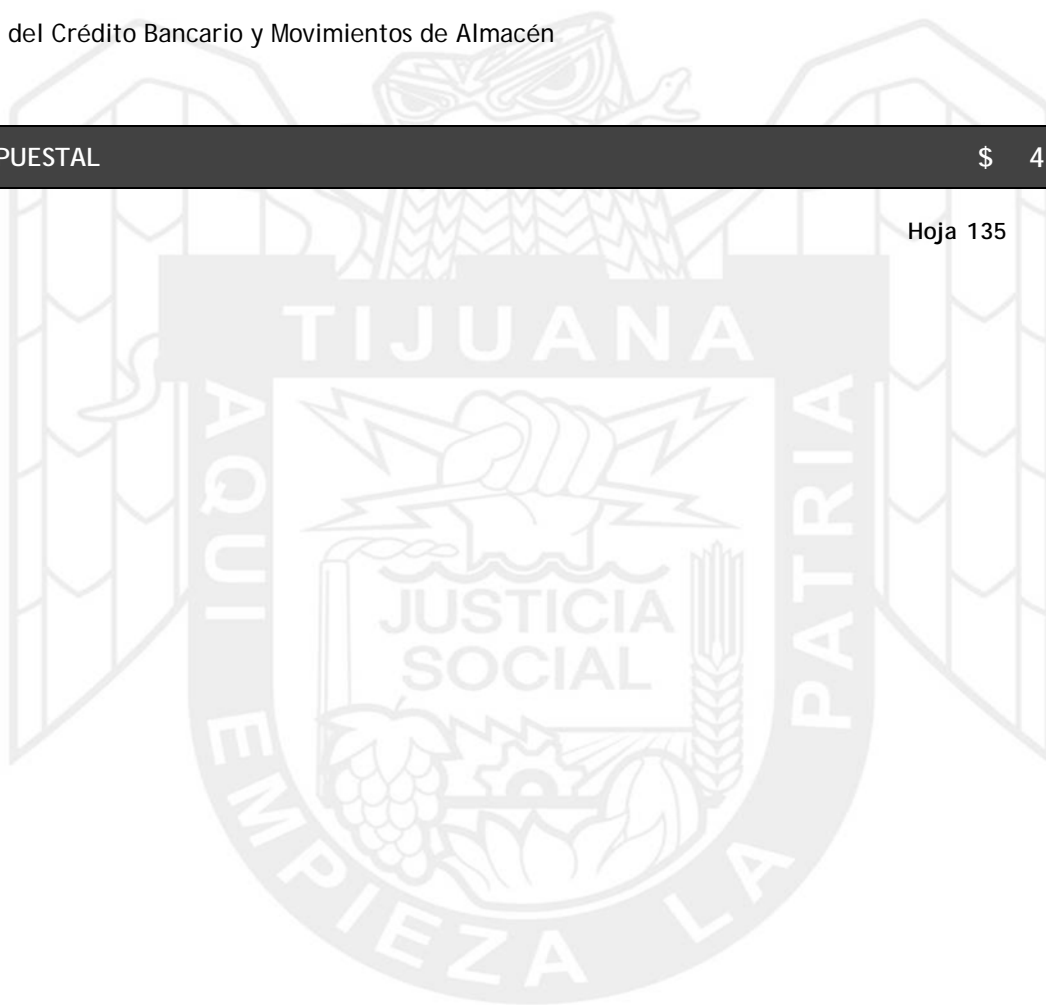 del Crédito Bancario y Movimientos de Almacén
PUESTAL $ 4
Hoja 135
TIJUANA
AQUI EMPIEZA LA PATRIA
JUSTICIA
SOCIAL